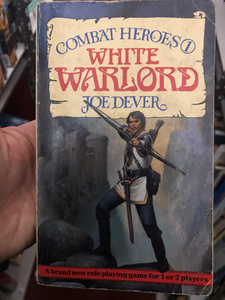 COMBAT HEROES 1
WHITE
WARLORD
JOE DEVER
A brand new role playing game for 1 or 2 players